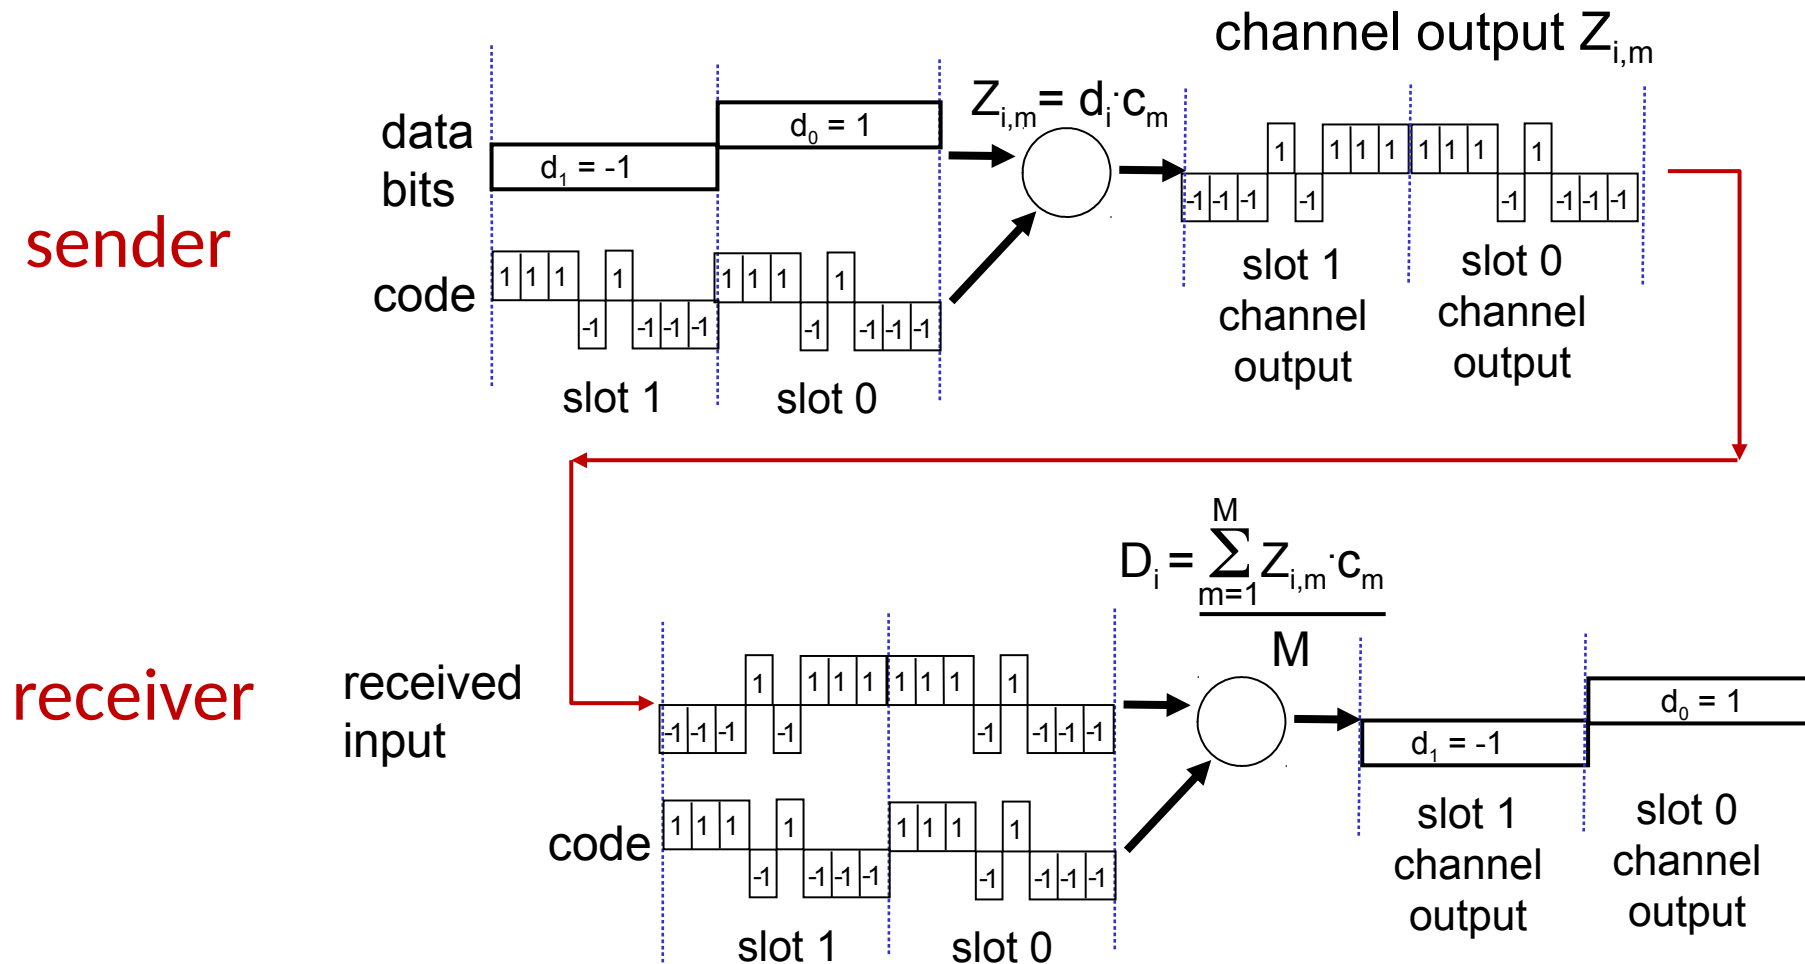 channel output Z_i,m
sender
data bits
d_1 = -1
d_0 = 1
Z_i,m = d_i · c_m
code
1 1 1 -1 1 -1 -1 -1
1 1 1 -1 1 -1 -1 -1
slot 1
slot 0
-1 -1 -1 1 -1 1 1 1
1 1 1 -1 1 -1 -1 -1
slot 1
channel
output
slot 0
channel
output
receiver
received
input
-1 -1 -1 1 -1 1 1 1
1 1 1 -1 1 -1 -1 -1
code
1 1 1 -1 1 -1 -1 -1
1 1 1 -1 1 -1 -1 -1
slot 1
slot 0
D_i = Σ_{m=1}^{M} Z_i,m · c_m
M
d_1 = -1
d_0 = 1
slot 1
channel
output
slot 0
channel
output